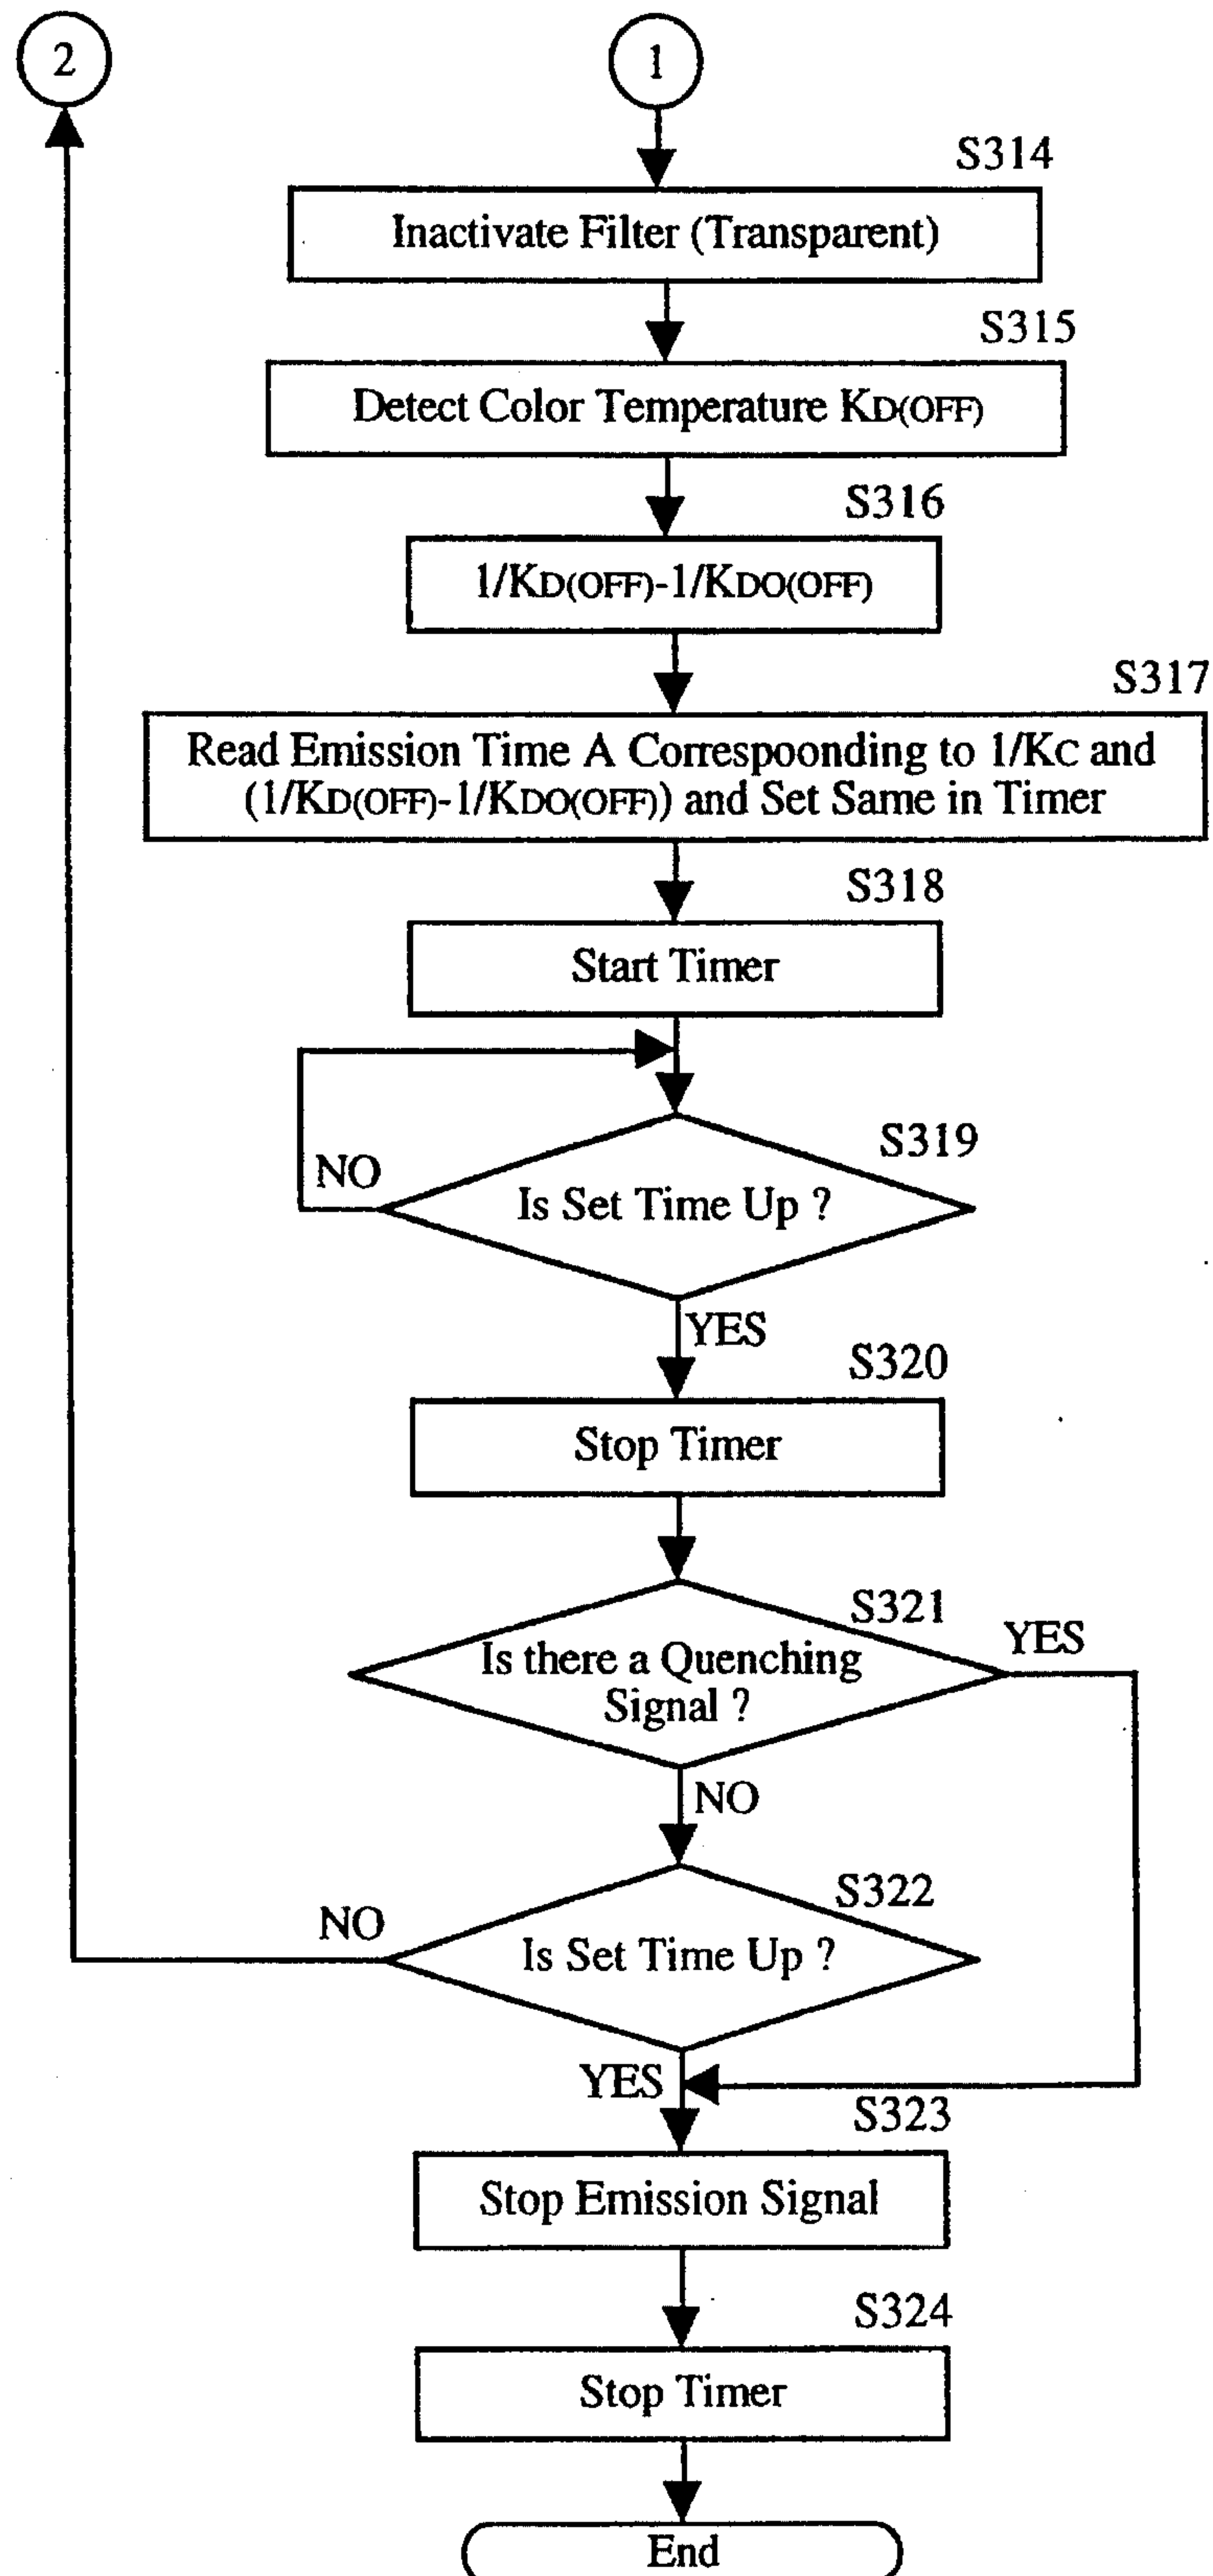 2
1
S314
Inactivate Filter (Transparent)
S315
Detect Color Temperature KD(OFF)
S316
1/KD(OFF)-1/KDO(OFF)
S317
Read Emission Time A Correspoonding to 1/KC and
(1/KD(OFF)-1/KDO(OFF)) and Set Same in Timer
S318
Start Timer
S319
NO
Is Set Time Up ?
YES
S320
Stop Timer
S321
YES
Is there a Quenching
Signal ?
NO
S322
NO
Is Set Time Up ?
YES
S323
Stop Emission Signal
S324
Stop Timer
End